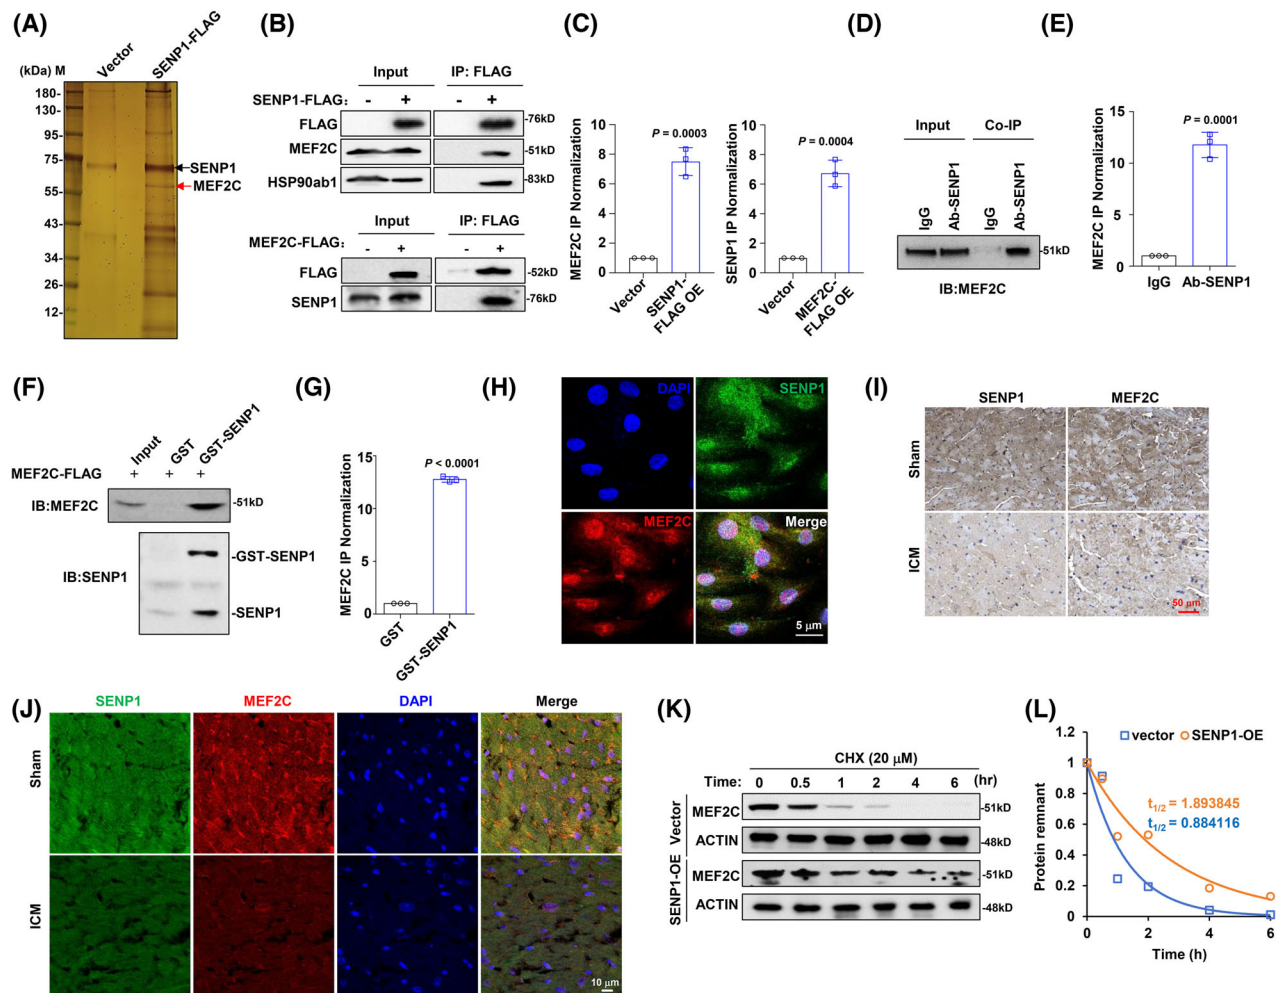 (A)
(kDa) M
Vector
SENP1-FLAG
180-
130-
95-
75-
55-
43-
34-
26-
17-
12-
SENP1
MEF2C
(B)
Input
IP: FLAG
SENP1-FLAG:
- + - +
FLAG
-76kD
MEF2C
-51kD
HSP90ab1
-83kD
Input
IP: FLAG
MEF2C-FLAG:
- + - +
FLAG
-52kD
SENP1
-76kD
(C)
MEF2C IP Normalization
10
8
6
4
2
0
P = 0.0003
Vector
SENP1-
FLAG OE
SENP1 IP Normalization
10
8
6
4
2
0
P = 0.0004
Vector
MEF2C-
FLAG OE
(D)
Input
Co-IP
IgG
Ab-SENP1
IgG
Ab-SENP1
-51kD
IB:MEF2C
(E)
MEF2C IP Normalization
15
10
5
0
P = 0.0001
IgG
Ab-SENP1
(F)
Input
GST
GST-SENP1
MEF2C-FLAG + + +
IB:MEF2C
-51kD
IB:SENP1
-GST-SENP1
-SENP1
(G)
MEF2C IP Normalization
15
10
15
5
0
P < 0.0001
GST
GST-SENP1
(H)
DAPI
SENP1
MEF2C
Merge
5 μm
(I)
SENP1
MEF2C
Sham
ICM
50 μm
(J)
SENP1
MEF2C
DAPI
Merge
Sham
ICM
10 μm
(K)
CHX (20 μM)
Time: 0 0.5 1 2 4 6 (hr)
Vector
MEF2C
-51kD
ACTIN
-48kD
SENP1-OE
MEF2C
-51kD
ACTIN
-48kD
(L)
vector SENP1-OE
Protein remnant
1.2
1
0.8
0.6
0.4
0.2
0
t1/2 = 1.893845
t1/2 = 0.884116
0 2 4 6
Time (h)